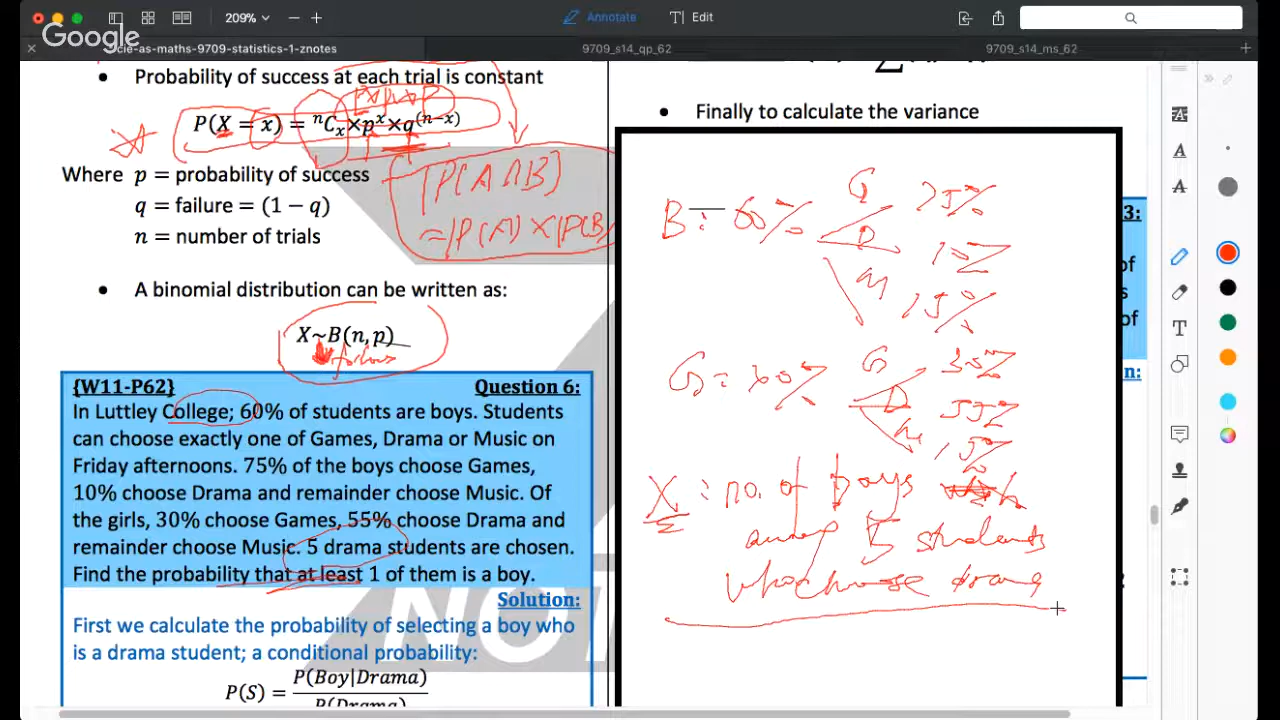 209%
Annotate
Edit
Google
cie-as-maths-9709-statistics-1-znotes
9709_s14_qp_62
9709_s14_ms_62
• Probability of success at each trial is constant
P(X = x) = ⁿCₓ×pˣ×q⁽ⁿ⁻ˣ⁾
Where p = probability of success
q = failure = (1 − q)
n = number of trials
P(A∩B)
= P(A) × P(B)
• A binomial distribution can be written as:
X~B(n, p)
follows
{W11-P62} Question 6:
In Luttley College; 60% of students are boys. Students
can choose exactly one of Games, Drama or Music on
Friday afternoons. 75% of the boys choose Games,
10% choose Drama and remainder choose Music. Of
the girls, 30% choose Games, 55% choose Drama and
remainder choose Music. 5 drama students are chosen.
Find the probability that at least 1 of them is a boy.
Solution:
First we calculate the probability of selecting a boy who
is a drama student; a conditional probability:
P(S) = P(Boy|Drama)
P(Drama)
• Finally to calculate the variance
B = 60% G 75%
D 10%
M 15%
G 30%
D 55%
M 15%
X : no. of boys
among 5 students
who choose drama
3:
of
s
of
n:
NOT